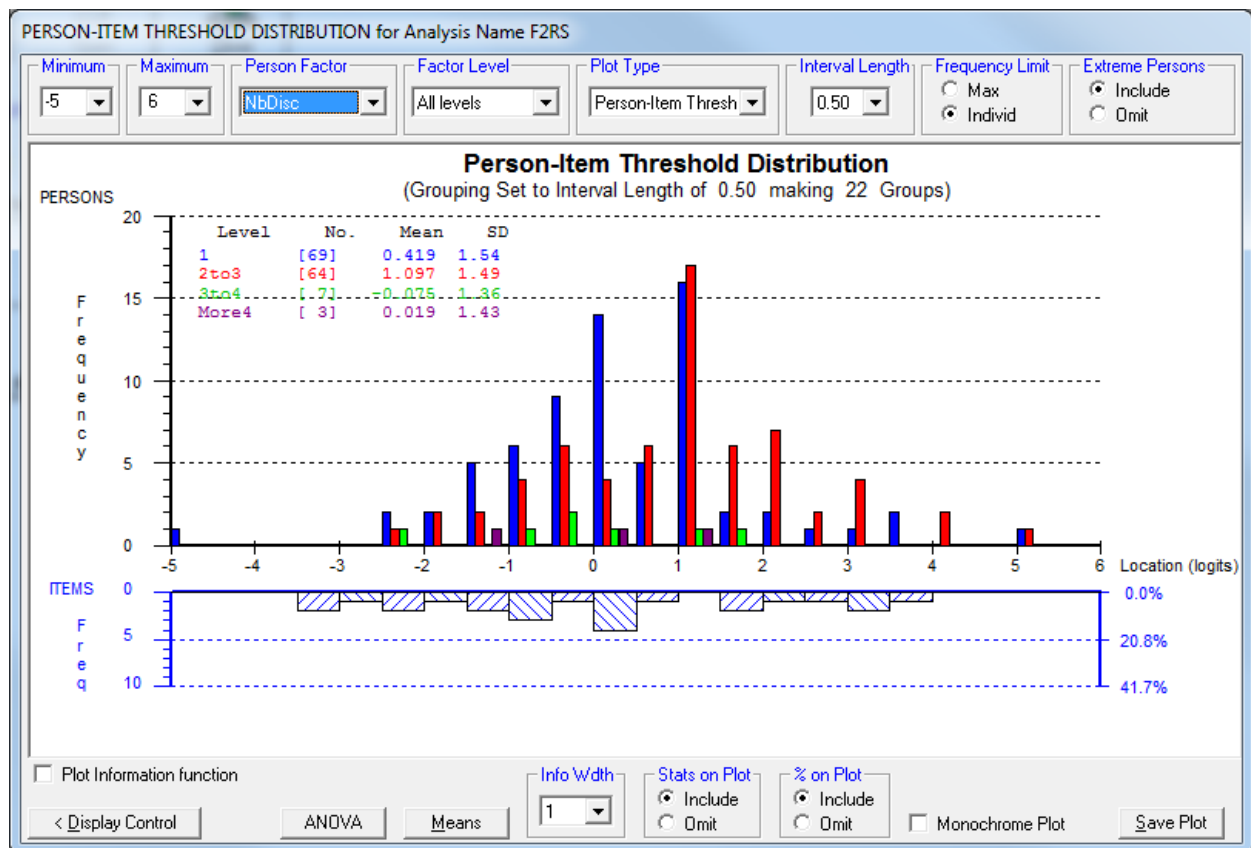 PERSON-ITEM THRESHOLD DISTRIBUTION for Analysis Name F2RS
Minimum Maximum Person Factor Factor Level Plot Type Interval Length Frequency Limit Extreme Persons
-5 6 NbDisc All levels Person-Item Thresh 0.50 Max Include
Individ Omit
Person-Item Threshold Distribution
(Grouping Set to Interval Length of 0.50 making 22 Groups)
PERSONS
Level No. Mean SD
1 [69] 0.419 1.54
2to3 [64] 1.097 1.49
3to4 [ 7] -0.075 1.36
More4 [ 3] 0.019 1.43
20
15
10
5
0
Frequency
-5 -4 -3 -2 -1 0 1 2 3 4 5 6 Location (logits)
ITEMS 0 0.0%
5 20.8%
10 41.7%
Freq
Plot Information function
Info Wdth Stats on Plot % on Plot
1 Include Include
Omit Omit
< Display Control ANOVA Means Monochrome Plot Save Plot